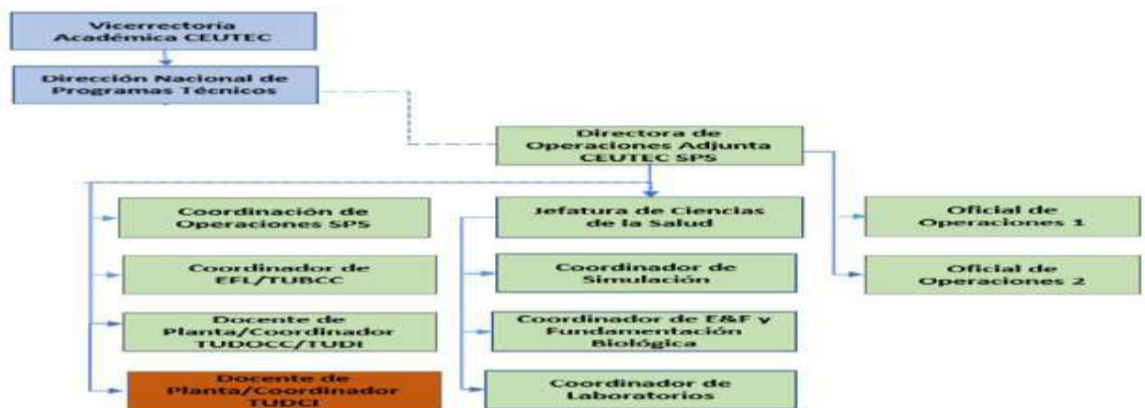 Vicerrectoría
Académica CEUTEC
Dirección Nacional de
Programas Técnicos
Directora de
Operaciones Adjunta
CEUTEC SPS
Coordinación de
Operaciones SPS
Jefatura de Ciencias
de la Salud
Oficial de
Operaciones 1
Coordinador de
EFL/TUBCC
Coordinador de
Simulación
Oficial de
Operaciones 2
Docente de
Planta/Coordinador
TUDOCC/TUDI
Coordinador de E&F y
Fundamentación
Biológica
Docente de
Planta/Coordinador
TUDCI
Coordinador de
Laboratorios